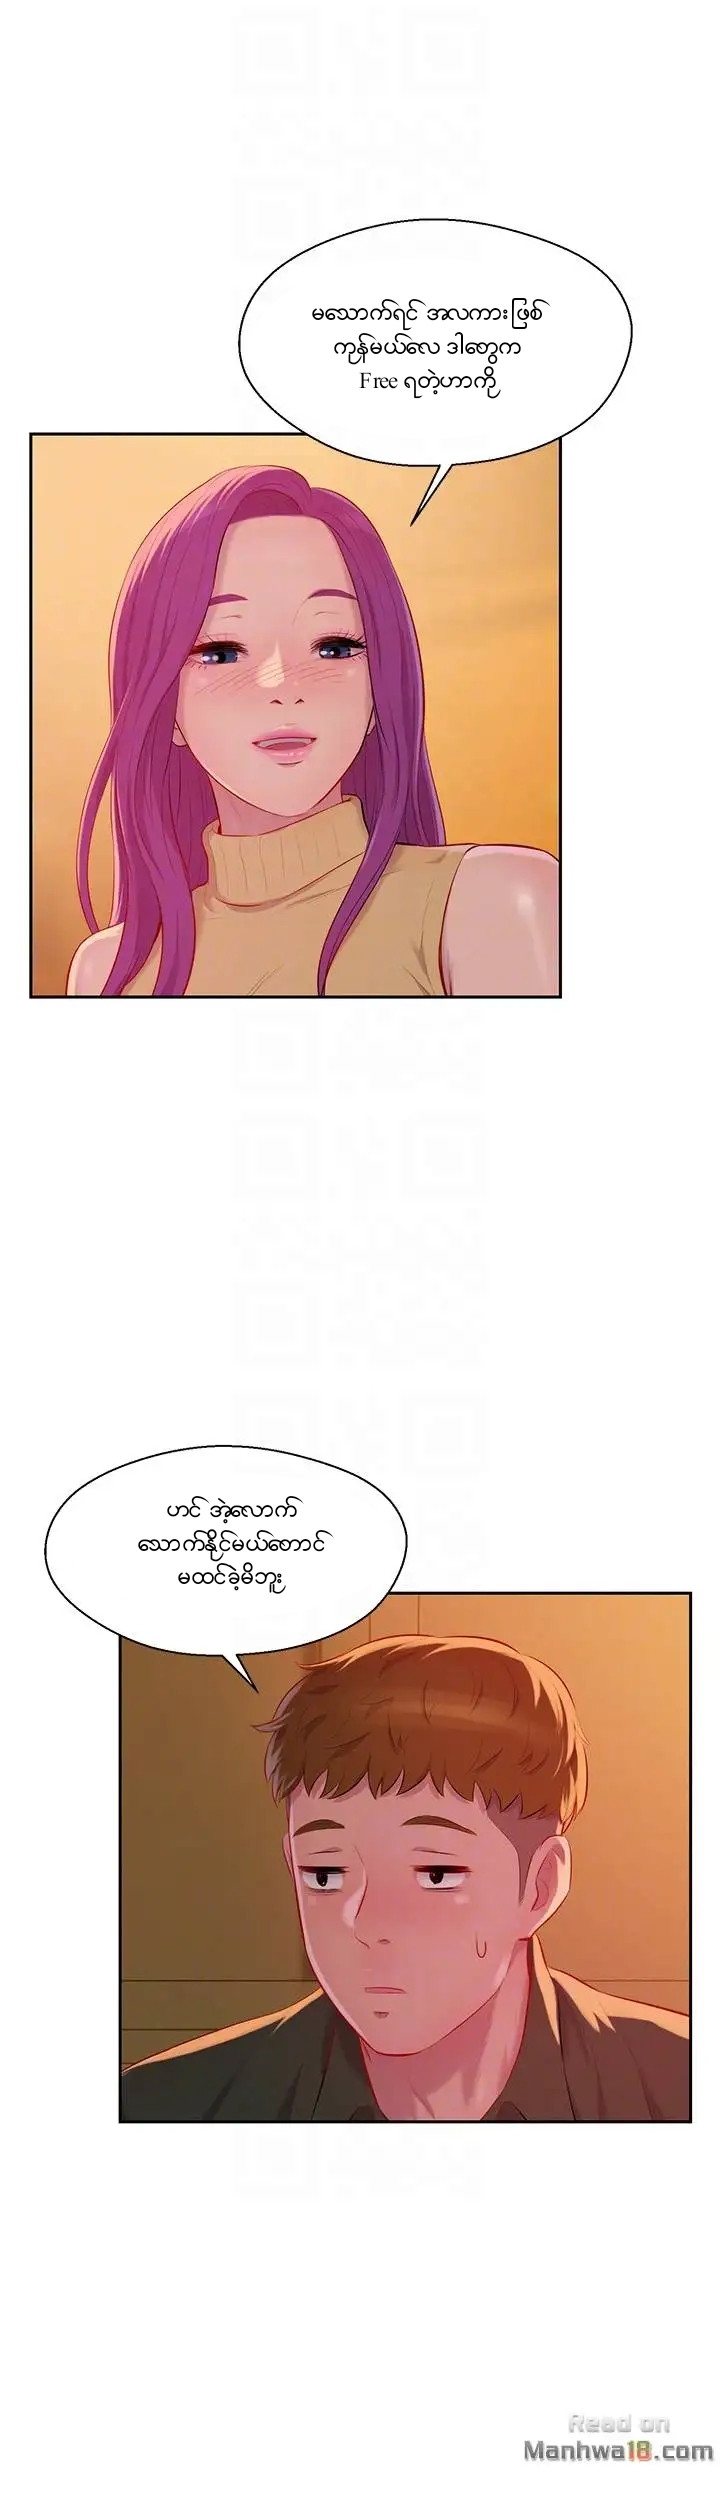 မသောက်ရင် အလကားဖြစ်
ကုန်မယ်လေ ဒါတွေက
Free ရတဲ့ဟာကို
ဟင် အဲ့လောက်
သောက်နိုင်မယ်တောင်
မထင်ခဲ့မိဘူး
Read on
Manhwa18.com